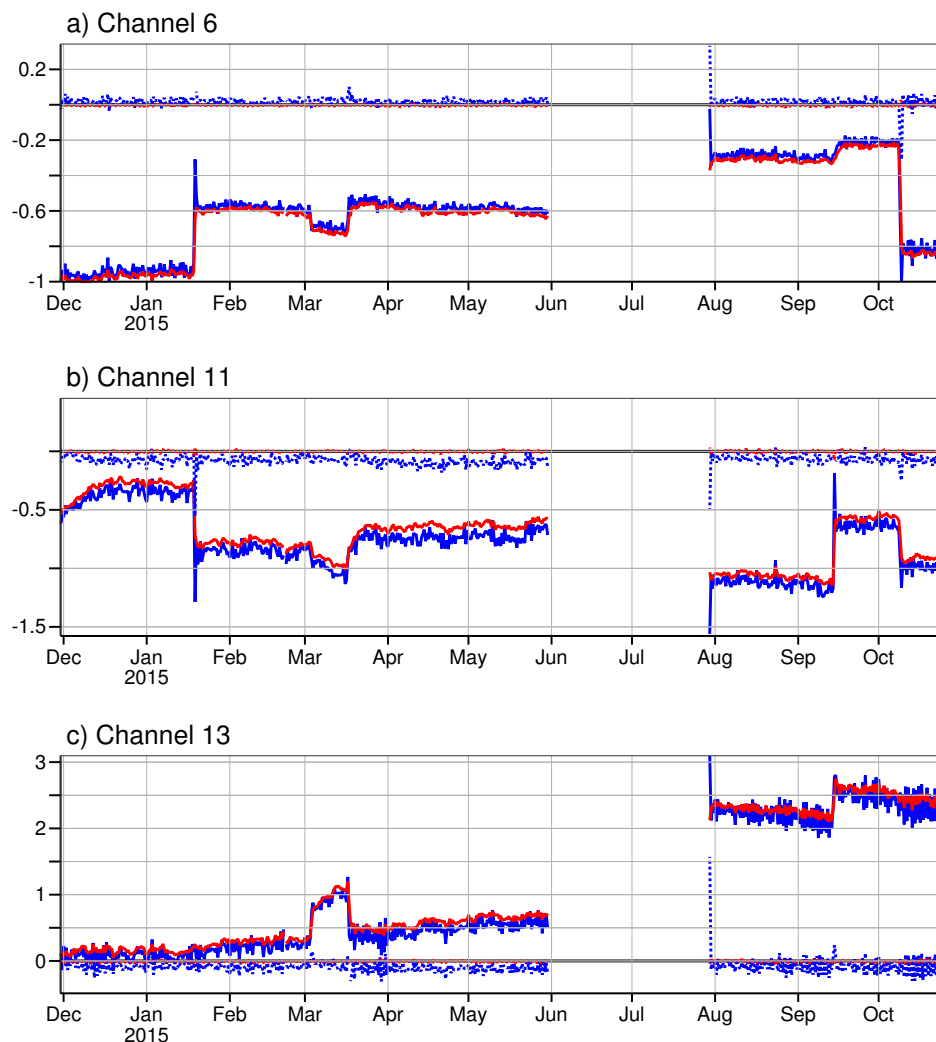 a) Channel 6
0.2
-0.2
-0.6
-1
Dec Jan Feb Mar Apr May Jun Jul Aug Sep Oct
2015
b) Channel 11
-0.5
-1.5
Dec Jan Feb Mar Apr May Jun Jul Aug Sep Oct
2015
c) Channel 13
3
2
1
0
Dec Jan Feb Mar Apr May Jun Jul Aug Sep Oct
2015